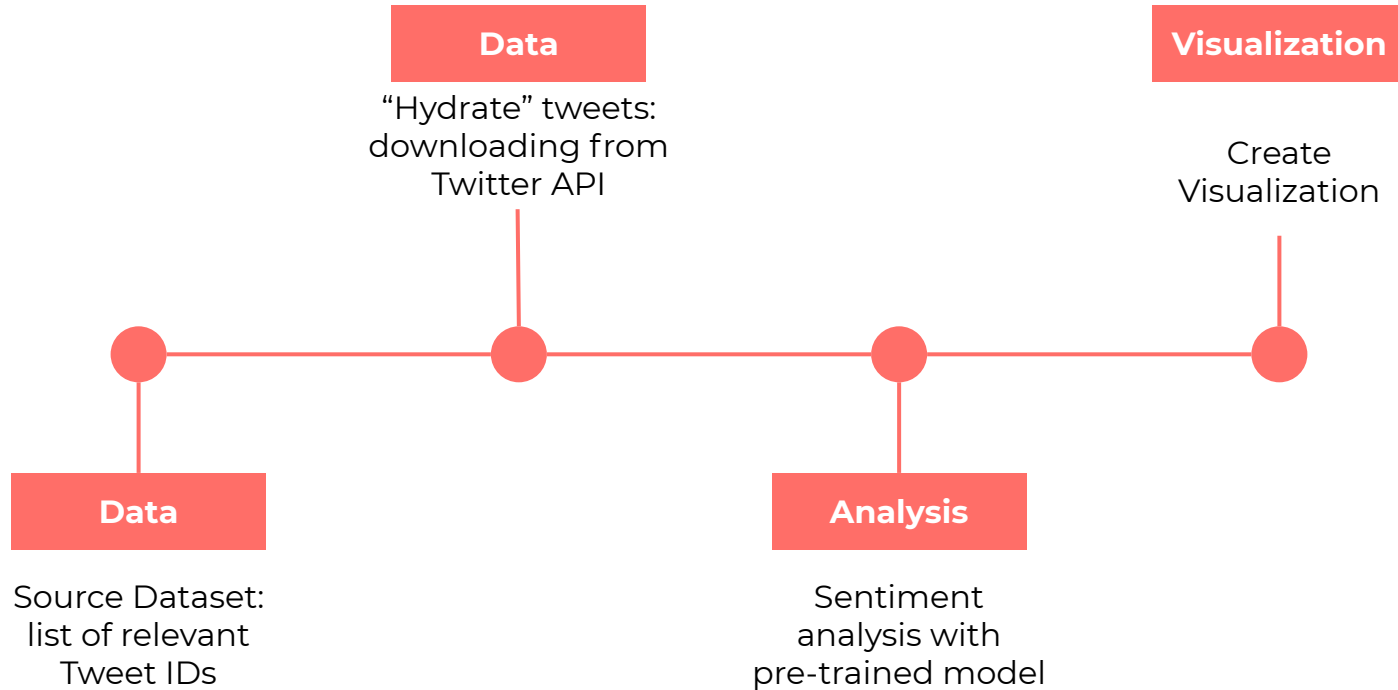 Data
“Hydrate” tweets:
downloading from
Twitter API
Visualization
Create
Visualization
Data
Source Dataset:
list of relevant
Tweet IDs
Analysis
Sentiment
analysis with
pre-trained model